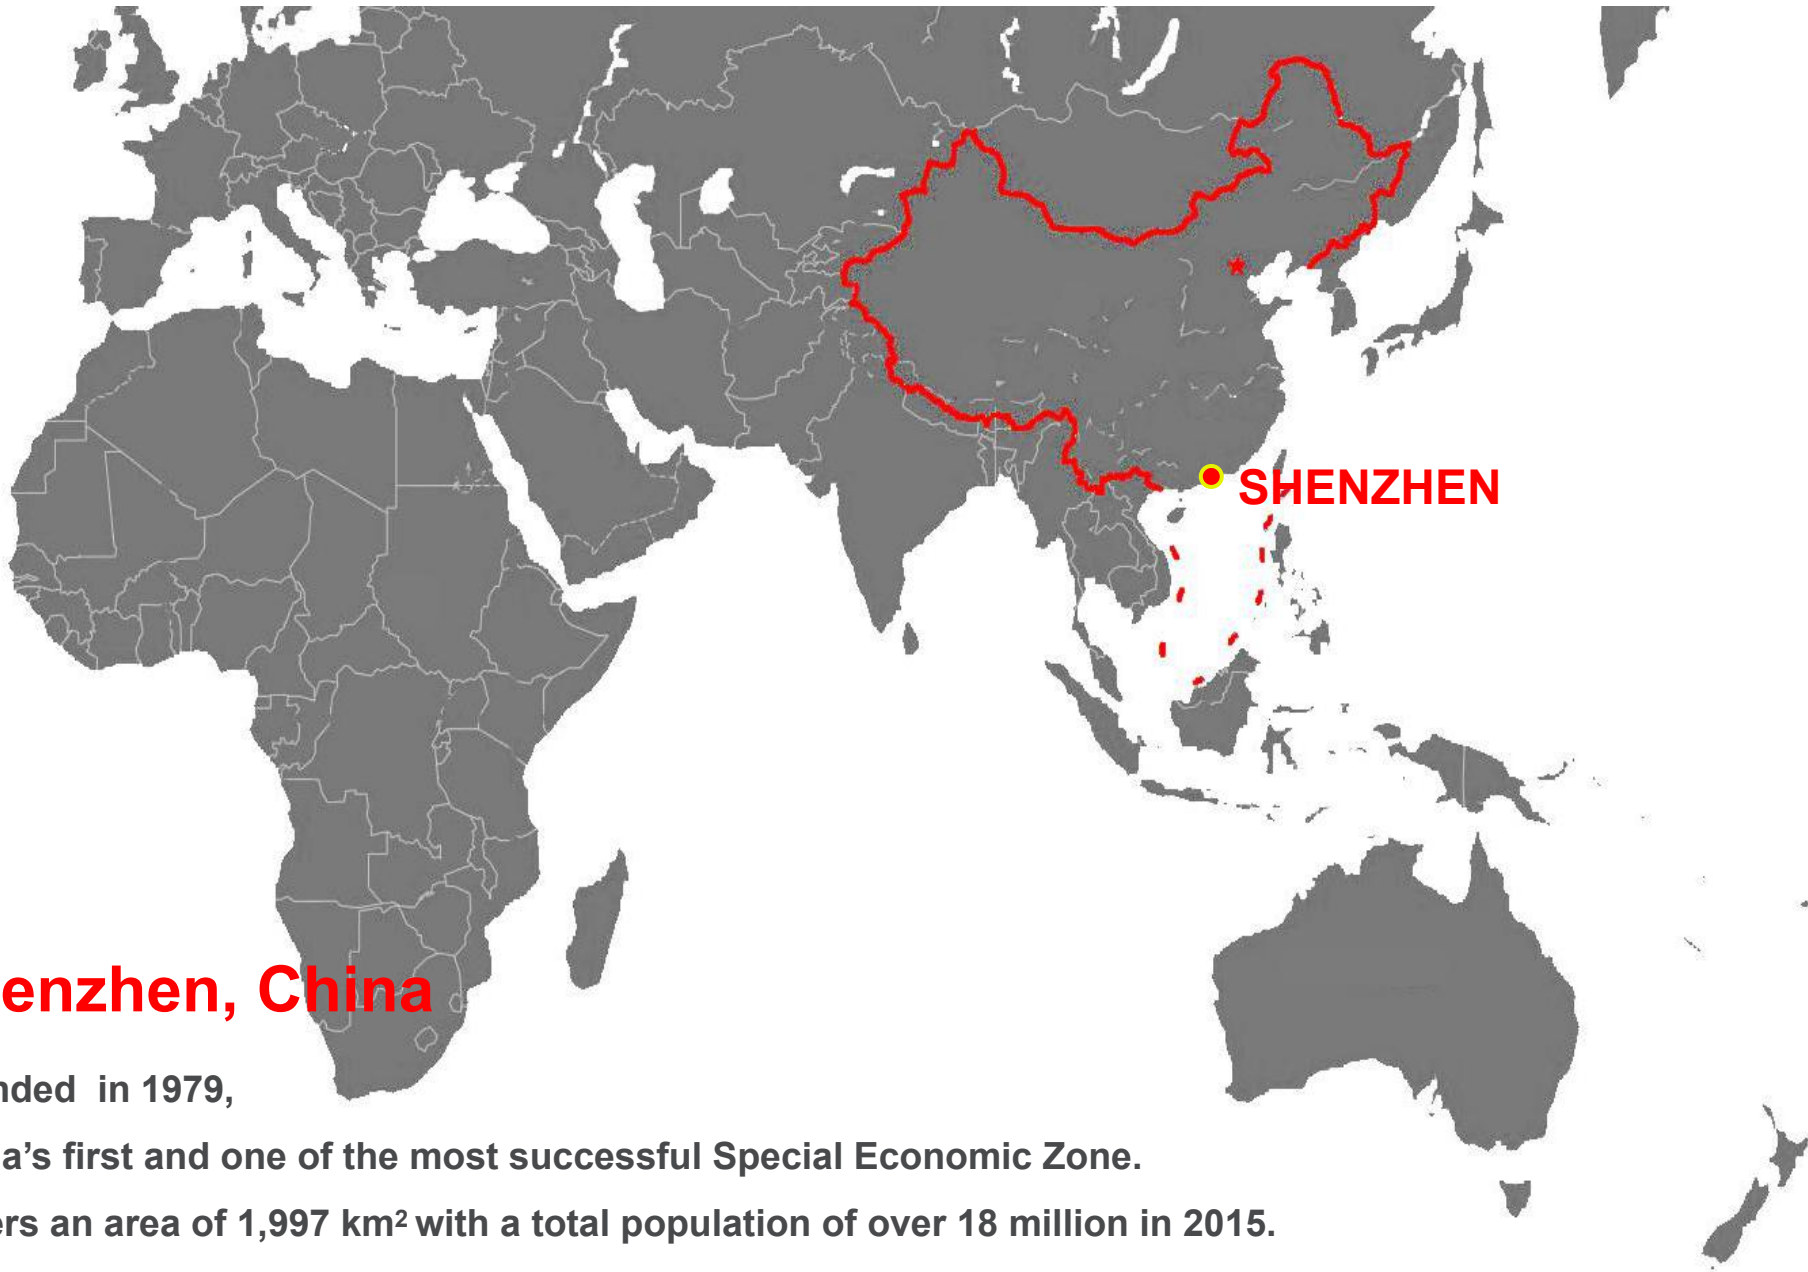 SHENZHEN
enzhen, China
nded in 1979,
a’s first and one of the most successful Special Economic Zone.
ers an area of 1,997 km² with a total population of over 18 million in 2015.